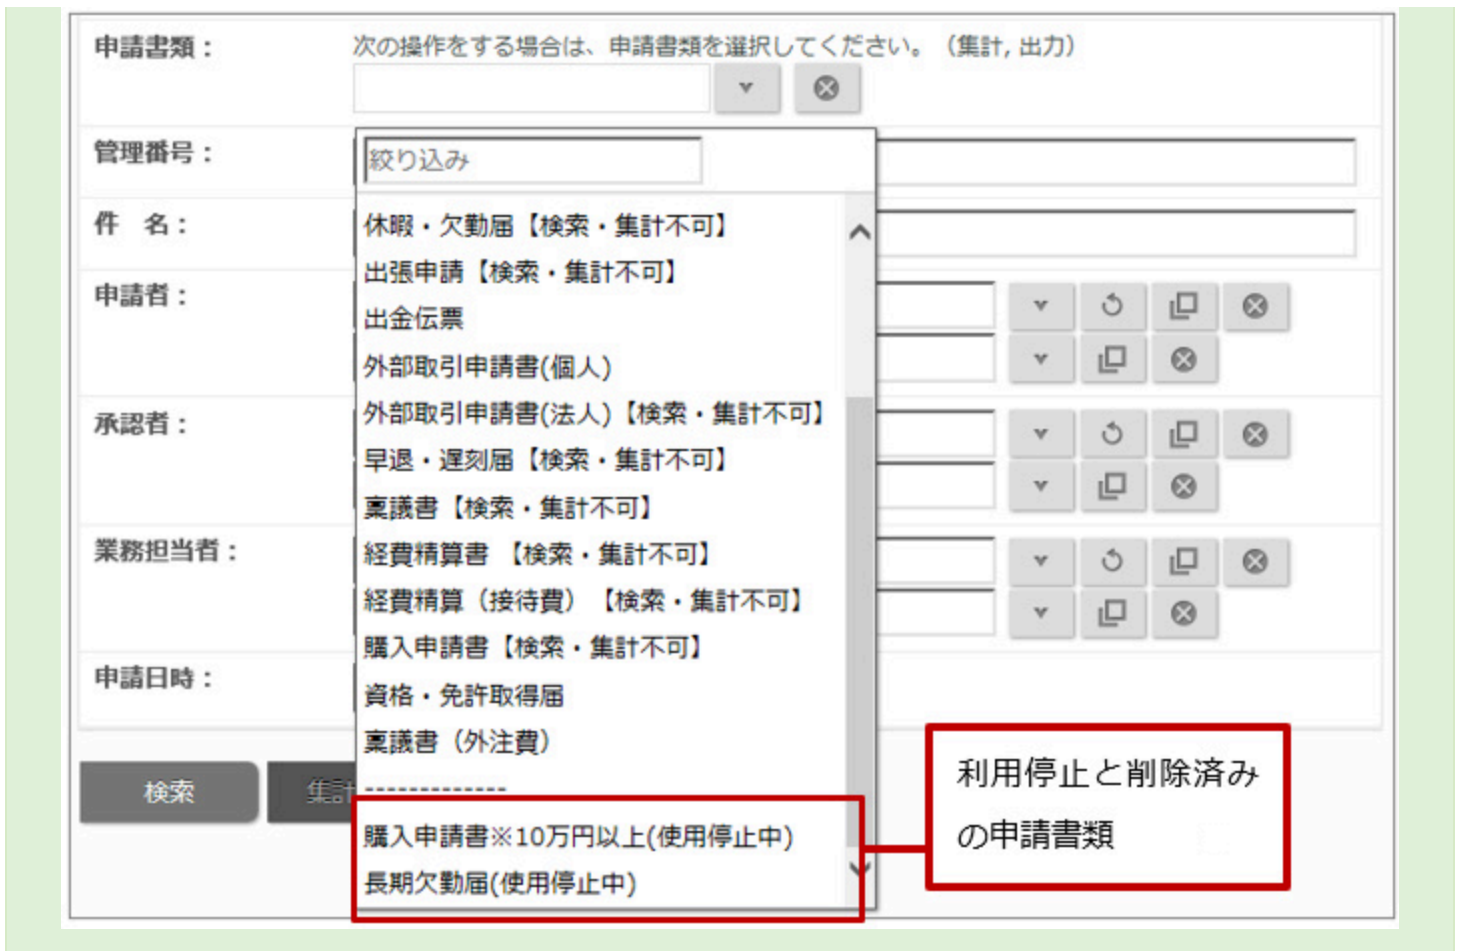 申請書類：
次の操作をする場合は、申請書類を選択してください。（集計, 出力）
管理番号：
絞り込み
件 名：
休暇・欠勤届【検索・集計不可】
出張申請【検索・集計不可】
申請者：
出金伝票
外部取引申請書(個人)
外部取引申請書(法人)【検索・集計不可】
承認者：
早退・遅刻届【検索・集計不可】
稟議書【検索・集計不可】
業務担当者：
経費精算書 【検索・集計不可】
経費精算（接待費）【検索・集計不可】
購入申請書【検索・集計不可】
申請日時：
資格・免許取得届
稟議書（外注費）
検索
集計
-------------
購入申請書※10万円以上(使用停止中)
長期欠勤届(使用停止中)
利用停止と削除済み
の申請書類